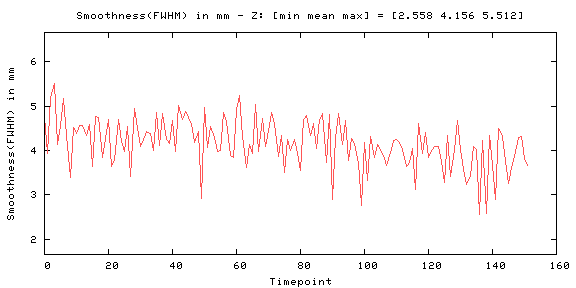 Smoothness(FWHM) in mm - Z: [min mean max] = [2.558 4.156 5.512]
Smoothness(FWHM) in mm
6
5
4
3
2
0 20 40 60 80 100 120 140 160
Timepoint